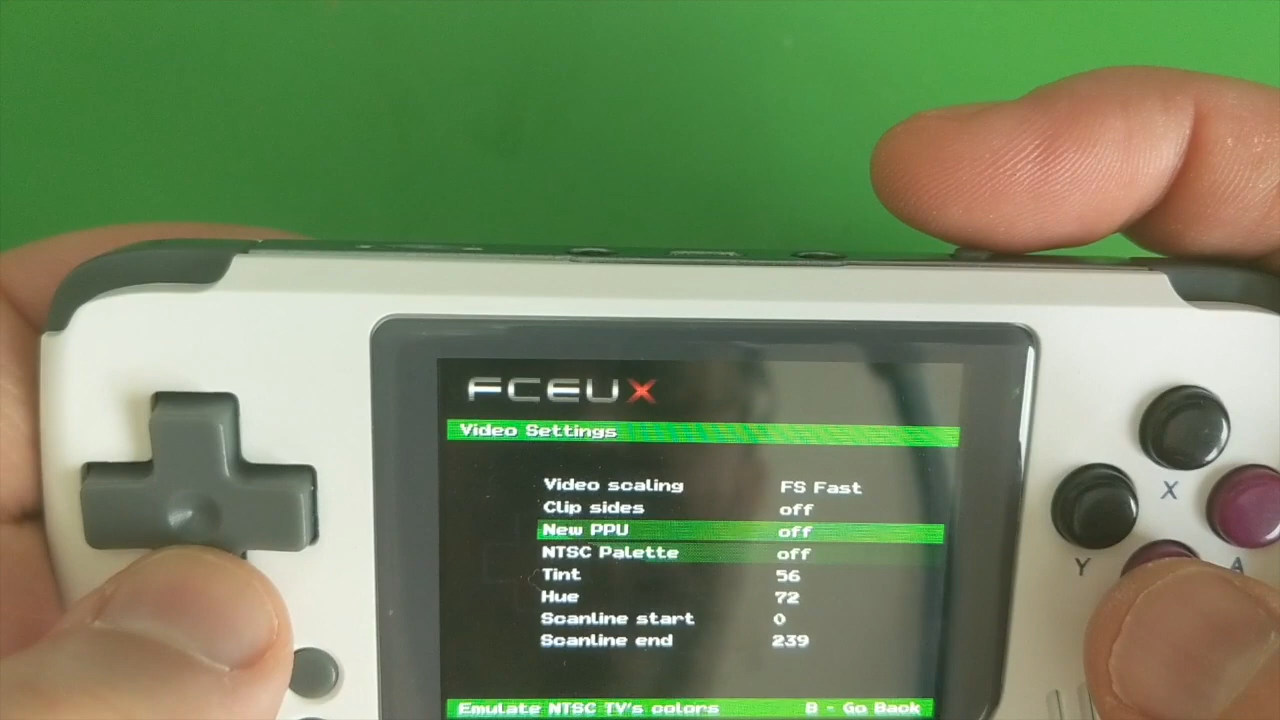 FCEUX
Video Settings
Video scaling FS Fast
Clip sides off
New PPU off
NTSC Palette off
Tint 56
Hue 72
Scanline start 0
Scanline end 239
Emulate NTSC TV's colors B - Go Back
X
Y
A